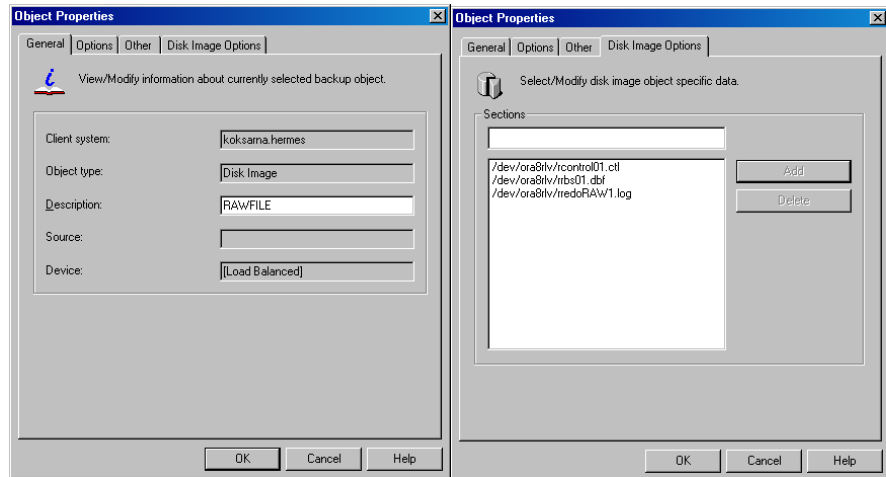 Object Properties
General Options Other Disk Image Options
View/Modify information about currently selected backup object.
Client system: koksarna.hermes
Object type: Disk Image
Description: RAWFILE
Source:
Device: [Load Balanced]
OK Cancel Help
Object Properties
General Options Other Disk Image Options
Select/Modify disk image object specific data.
Sections
/dev/ora8rlv/rcontrol01.ctl
/dev/ora8rlv/rrbs01.dbf
/dev/ora8rlv/rredoRAW1.log
Add
Delete
OK Cancel Help